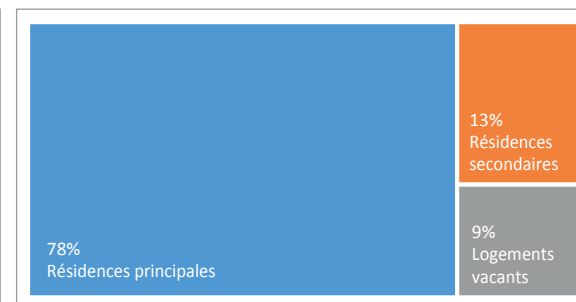 78%
Résidences principales
13%
Résidences
secondaires
9%
Logements
vacants